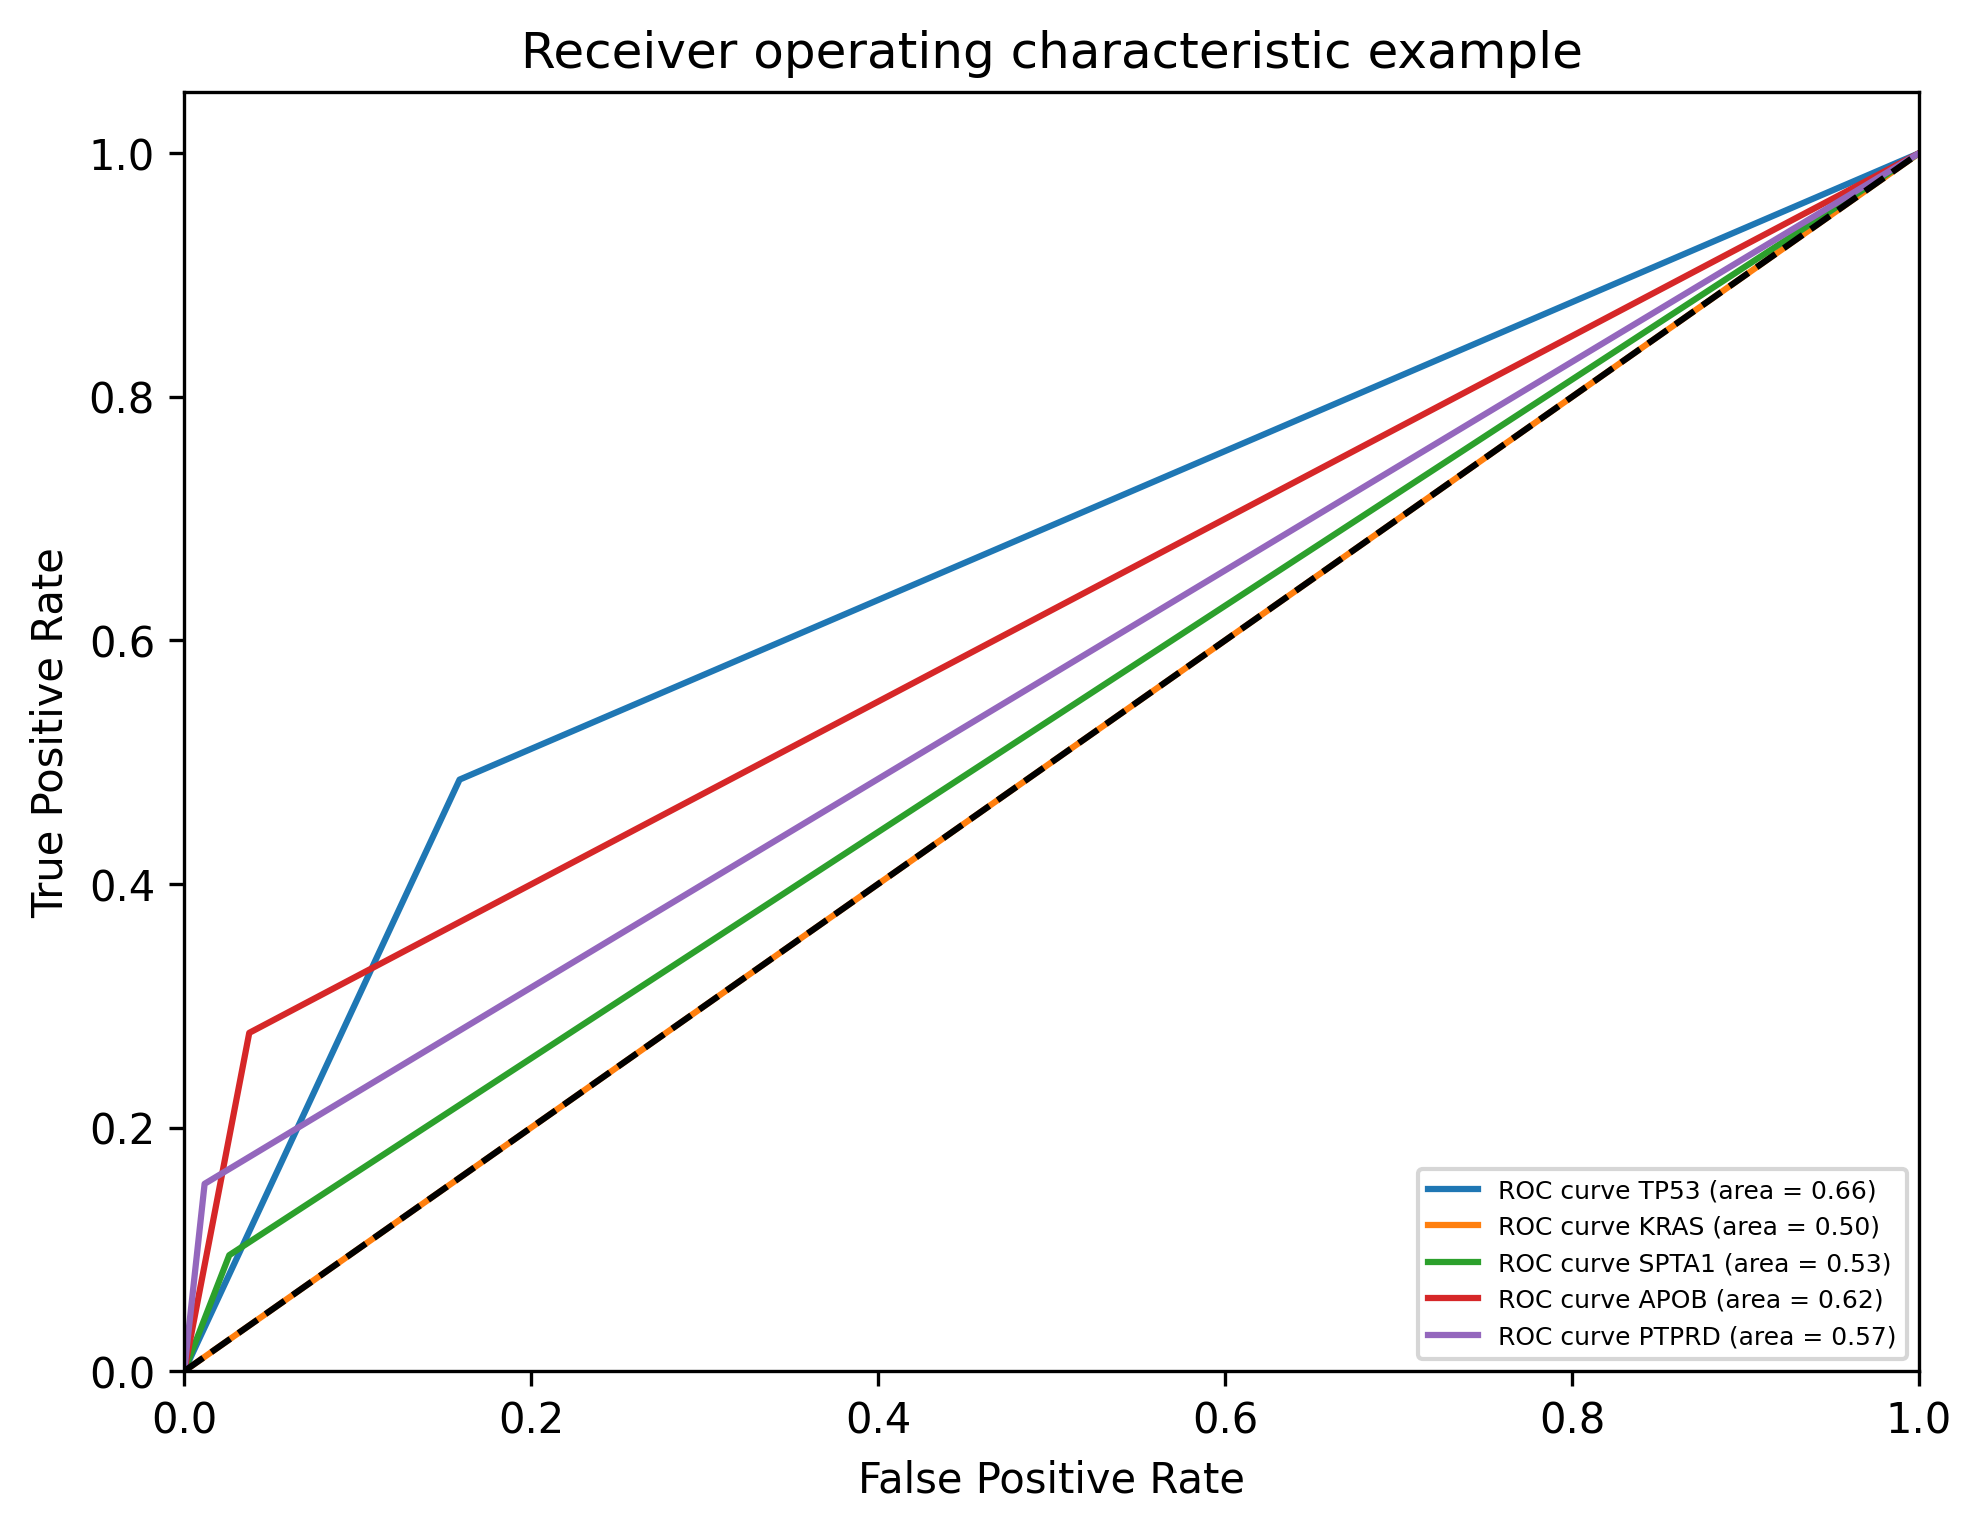 Receiver operating characteristic example
True Positive Rate
1.0
0.8
0.6
0.4
0.2
0.0
ROC curve TP53 (area = 0.66)
ROC curve KRAS (area = 0.50)
ROC curve SPTA1 (area = 0.53)
ROC curve APOB (area = 0.62)
ROC curve PTPRD (area = 0.57)
0.0 0.2 0.4 0.6 0.8 1.0
False Positive Rate